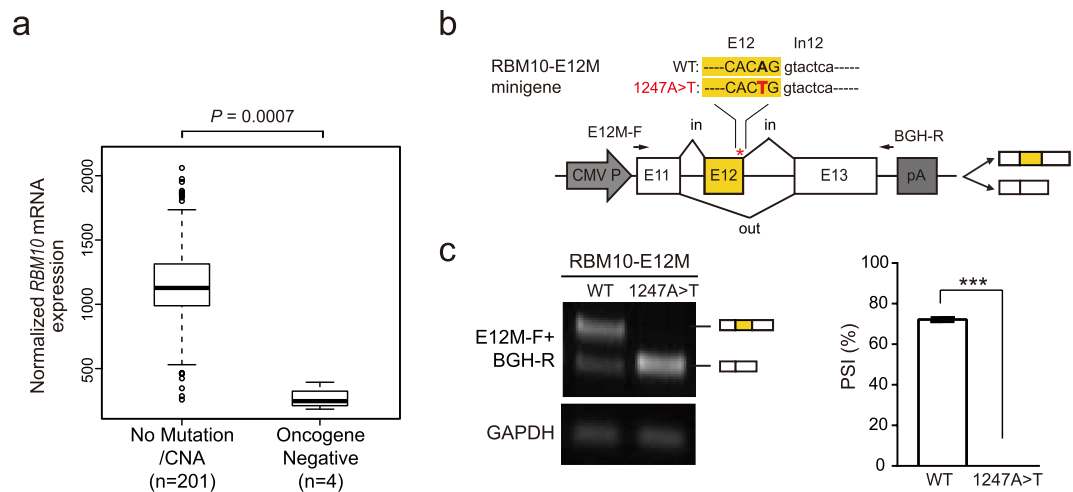 a
P = 0.0007
Normalized RBM10 mRNA
expression
2000
1500
1000
500
No Mutation
/CNA
(n=201)
Oncogene
Negative
(n=4)
b
E12 In12
RBM10-E12M
minigene
WT: ----CACAG gtactca-----
1247A>T: ----CACTG gtactca-----
E12M-F in in BGH-R
*
CMV P E11 E12 E13 pA
out
c
RBM10-E12M
WT 1247A>T
E12M-F+
BGH-R
GAPDH
PSI (%)
100
80
60
40
20
0
***
WT 1247A>T